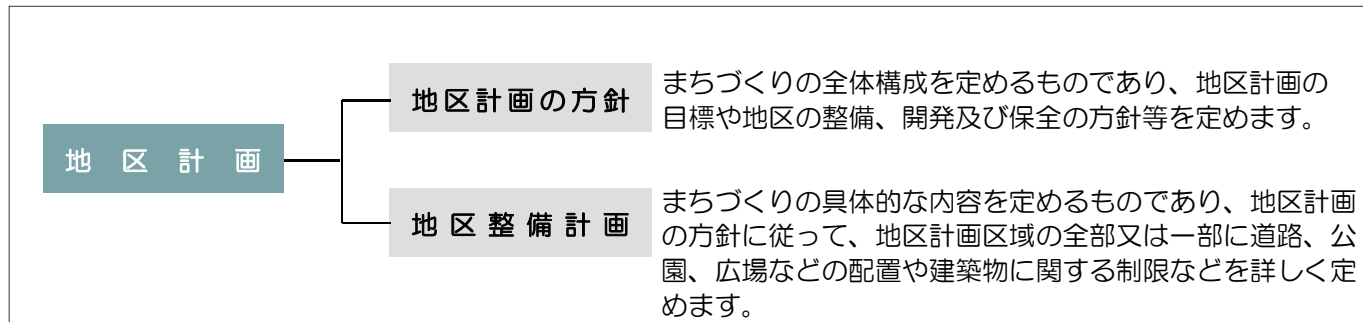 地区計画
地区計画の方針
まちづくりの全体構成を定めるものであり、地区計画の
目標や地区の整備、開発及び保全の方針等を定めます。
地区整備計画
まちづくりの具体的な内容を定めるものであり、地区計画
の方針に従って、地区計画区域の全部又は一部に道路、公
園、広場などの配置や建築物に関する制限などを詳しく定
めます。